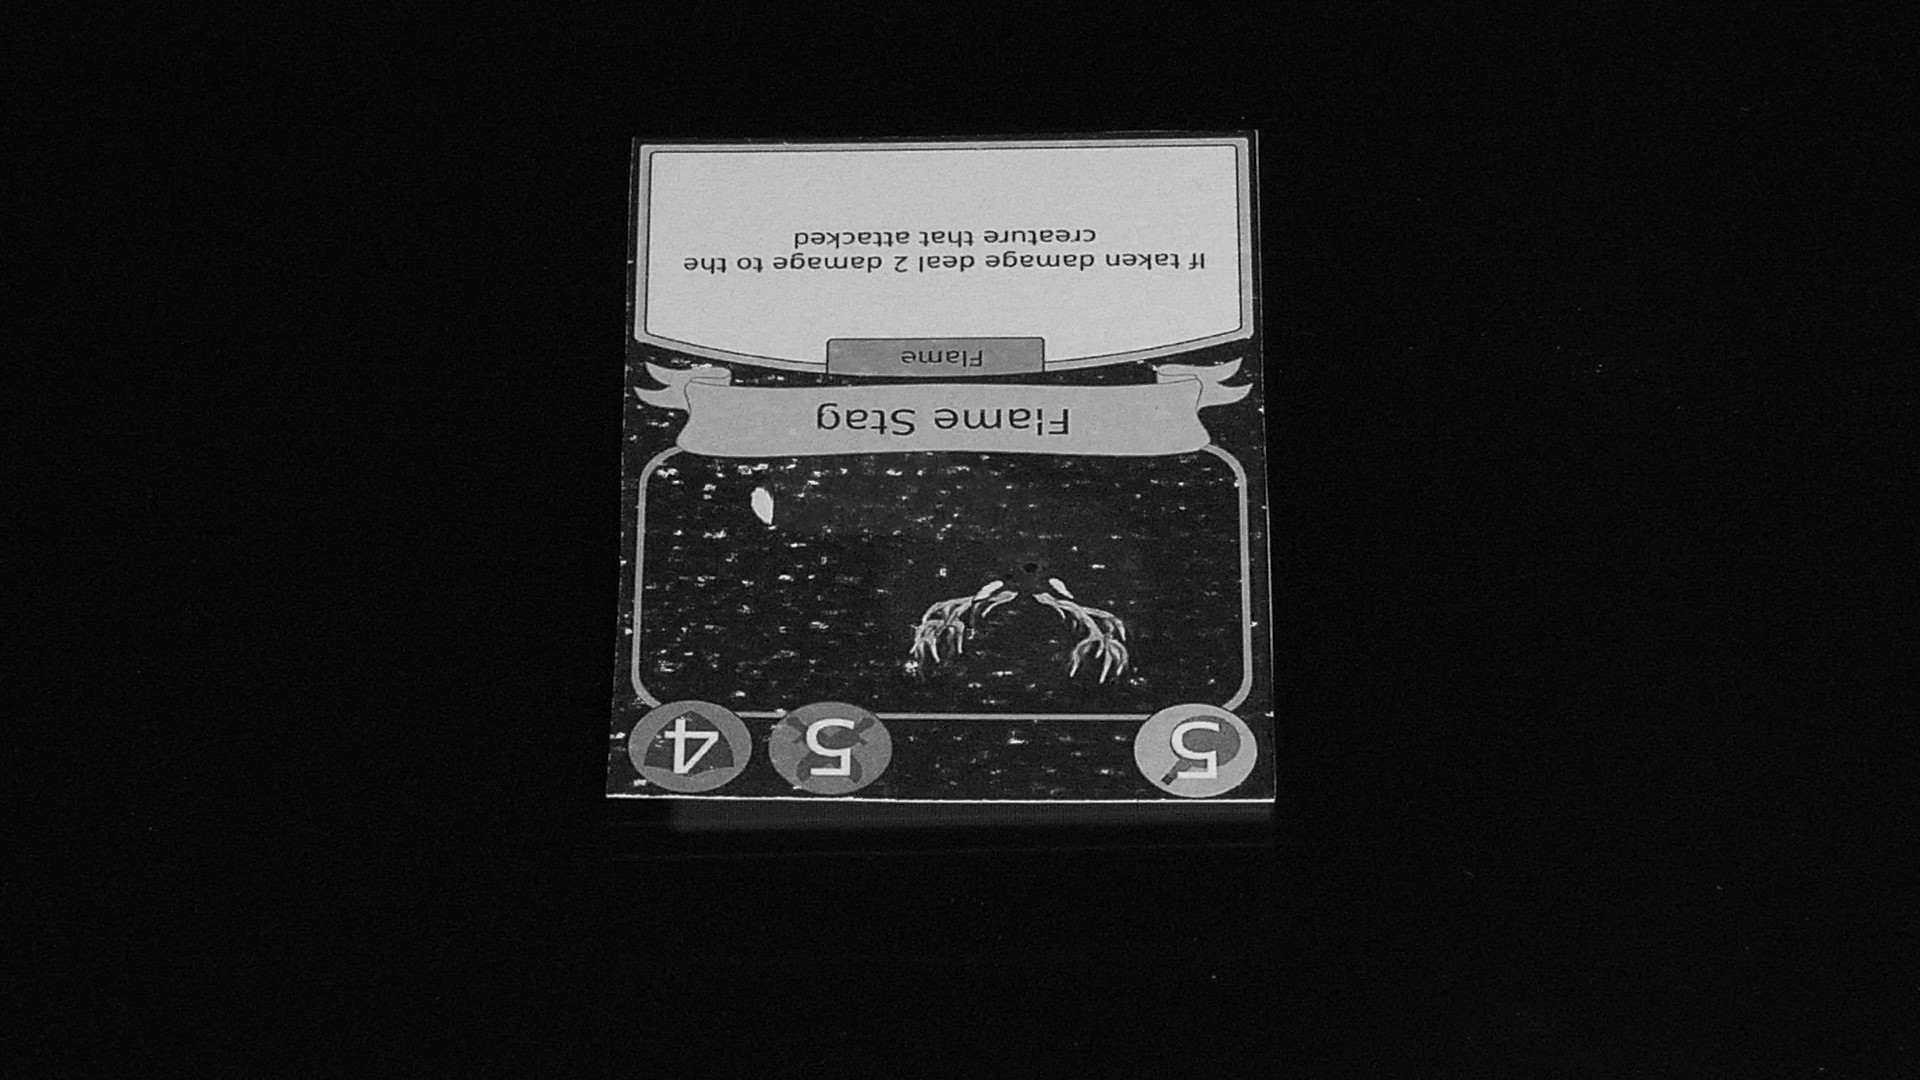 5 5 4
Flame Stag
Flame
If taken damage deal 2 damage to the
creature that attacked